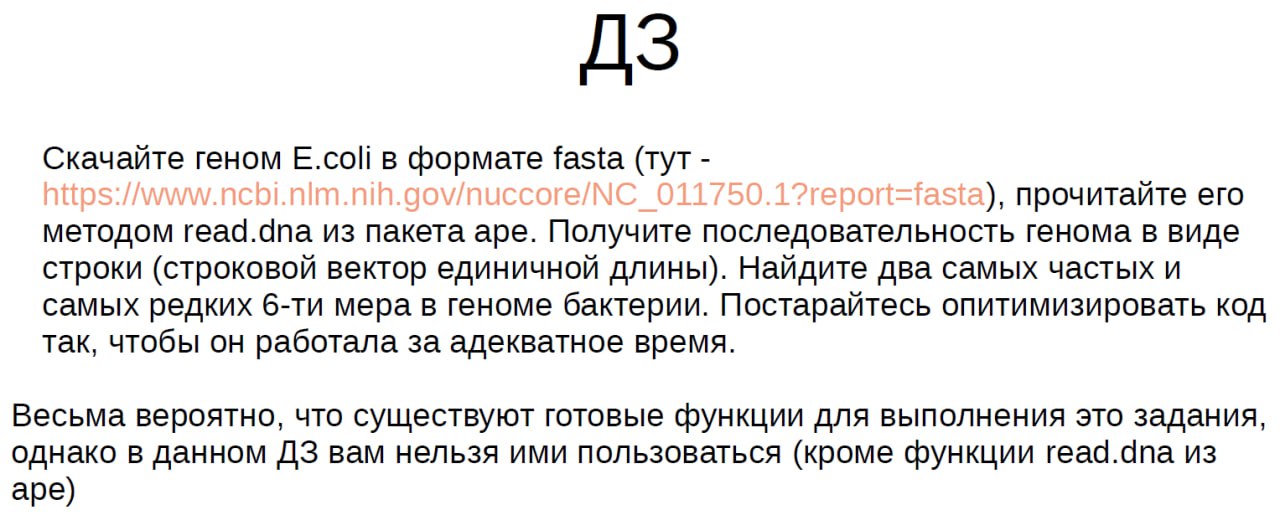 ДЗ
Скачайте геном E.coli в формате fasta (тут -
https://www.ncbi.nlm.nih.gov/nuccore/NC_011750.1?report=fasta), прочитайте его
методом read.dna из пакета ape. Получите последовательность генома в виде
строки (строковой вектор единичной длины). Найдите два самых частых и
самых редких 6-ти мера в геноме бактерии. Постарайтесь опитимизировать код
так, чтобы он работала за адекватное время.
Весьма вероятно, что существуют готовые функции для выполнения это задания,
однако в данном ДЗ вам нельзя ими пользоваться (кроме функции read.dna из
ape)